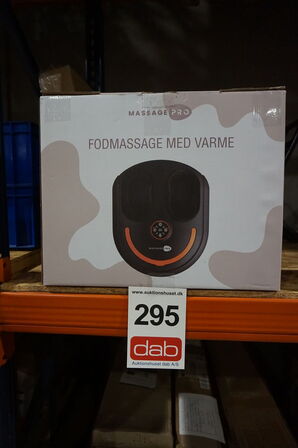 MASSAGE PRO
FODMASSAGE MED VARME
www.auktionshuset.dk
295
dab
Auktionshuset dab A/S